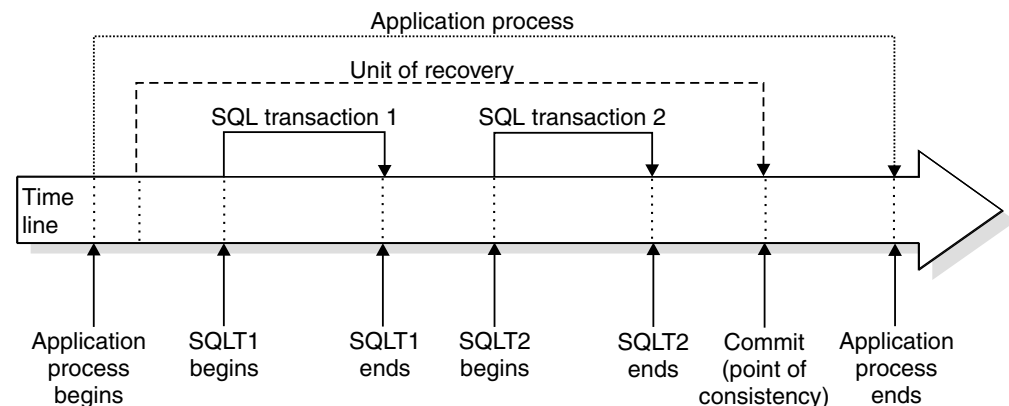 Application process
Unit of recovery
SQL transaction 1
SQL transaction 2
Time
line
Application
process
begins
SQLT1
begins
SQLT1
ends
SQLT2
begins
SQLT2
ends
Commit
(point of
consistency)
Application
process
ends